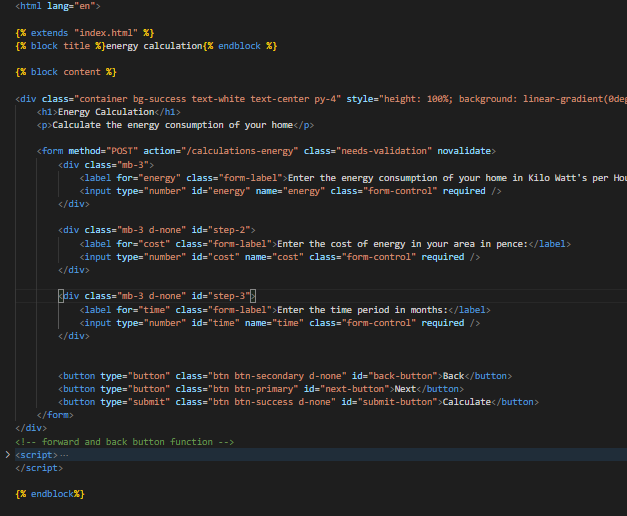 <html lang="en">
{% extends "index.html" %}
{% block title %}energy calculation{% endblock %}
{% block content %}
<div class="container bg-success text-white text-center py-4" style="height: 100%; background: linear-gradient(0deg
<h1>Energy Calculation</h1>
<p>Calculate the energy consumption of your home</p>
<form method="POST" action="/calculations-energy" class="needs-validation" novalidate>
<div class="mb-3">
<label for="energy" class="form-label">Enter the energy consumption of your home in Kilo Watt's per Hou
<input type="number" id="energy" name="energy" class="form-control" required />
</div>
<div class="mb-3 d-none" id="step-2">
<label for="cost" class="form-label">Enter the cost of energy in your area in pence:</label>
<input type="number" id="cost" name="cost" class="form-control" required />
</div>
<div class="mb-3 d-none" id="step-3">
<label for="time" class="form-label">Enter the time period in months:</label>
<input type="number" id="time" name="time" class="form-control" required />
</div>
<button type="button" class="btn btn-secondary d-none" id="back-button">Back</button>
<button type="button" class="btn btn-primary" id="next-button">Next</button>
<button type="submit" class="btn btn-success d-none" id="submit-button">Calculate</button>
</form>
</div>
<!-- forward and back button function -->
<script>...
</script>
{% endblock%}